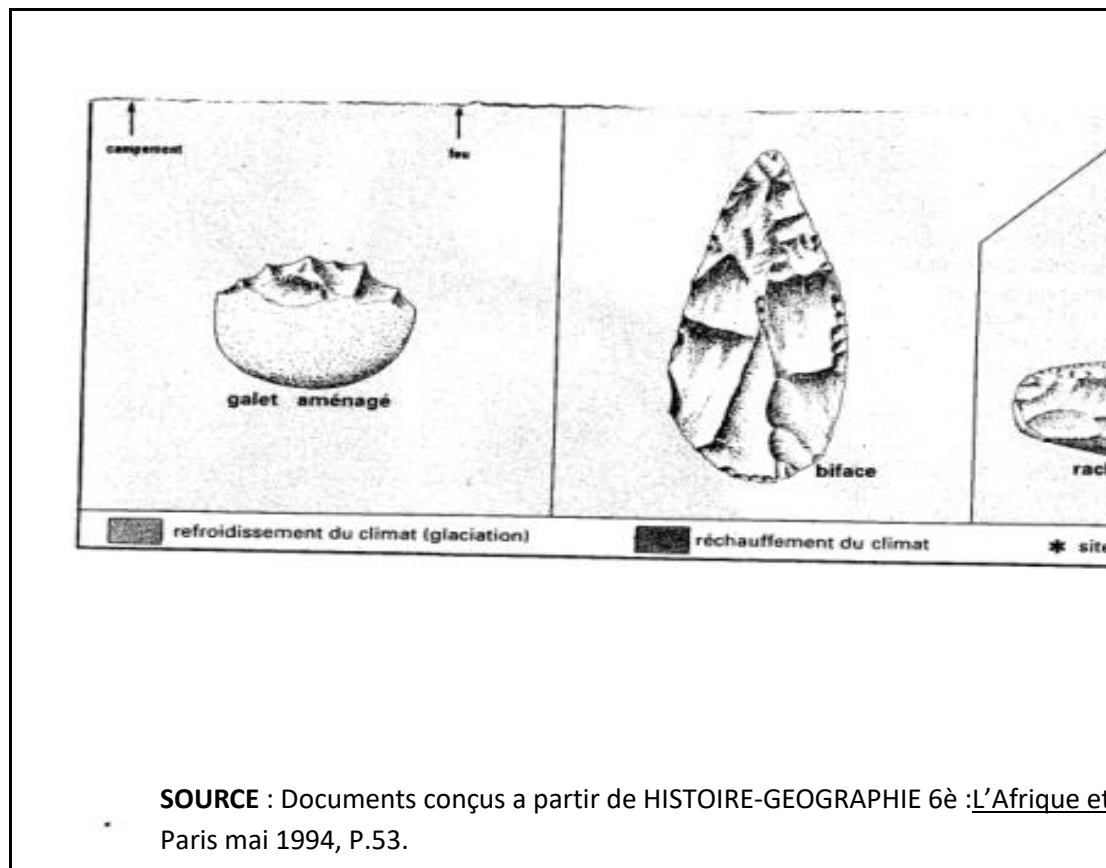 campement feu
galet aménagé
biface
refroidissement du climat (glaciation) réchauffement du climat *
SOURCE : Documents conçus a partir de HISTOIRE-GEOGRAPHIE 6è :L'Afrique et
Paris mai 1994, P.53.